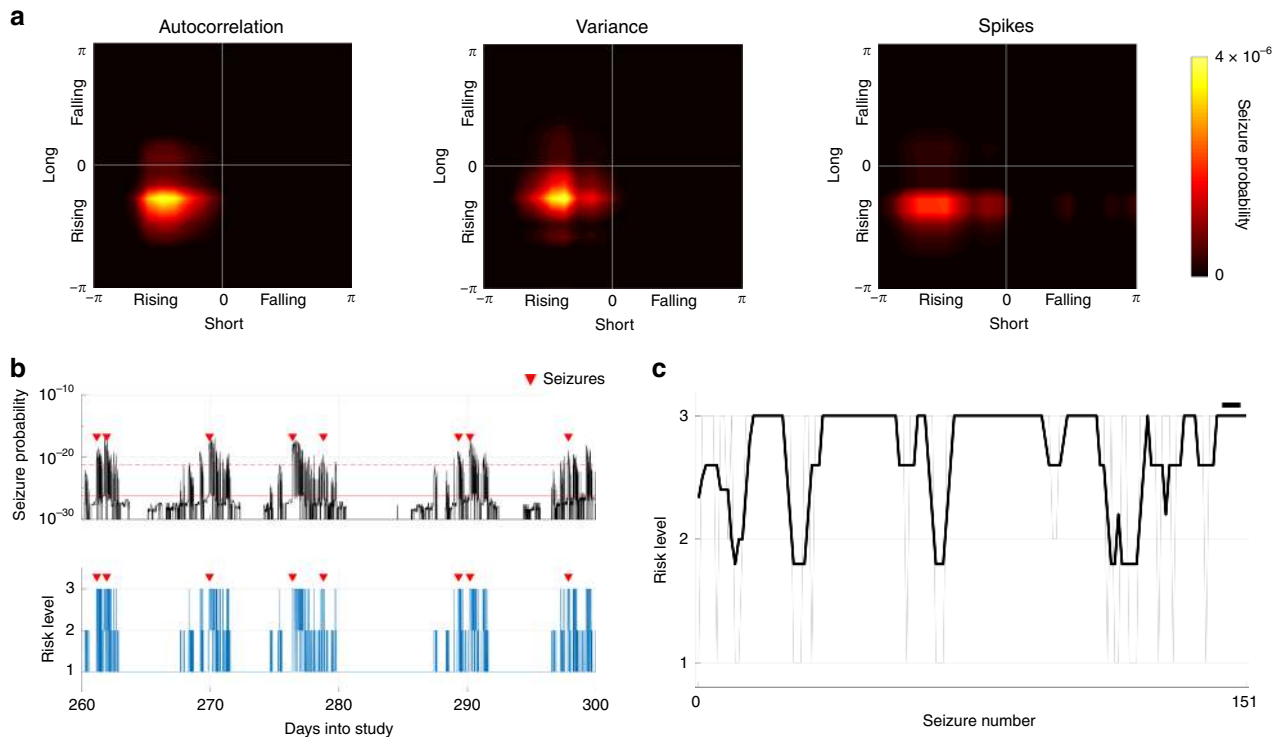 a
Autocorrelation
π
Falling
0
Rising
−π
Long
−π
Rising
0
Falling
π
Short
Variance
π
Falling
0
Rising
−π
Long
−π
Rising
0
Falling
π
Short
Spikes
π
Falling
0
Rising
−π
Long
−π
Rising
0
Falling
π
Short
4 × 10⁻⁶
0
Seizure probability
b
Seizures
10⁻¹⁰
10⁻²⁰
10⁻³⁰
Seizure probability
3
2
1
Risk level
260
270
280
290
300
Days into study
c
3
2
1
Risk level
0
151
Seizure number